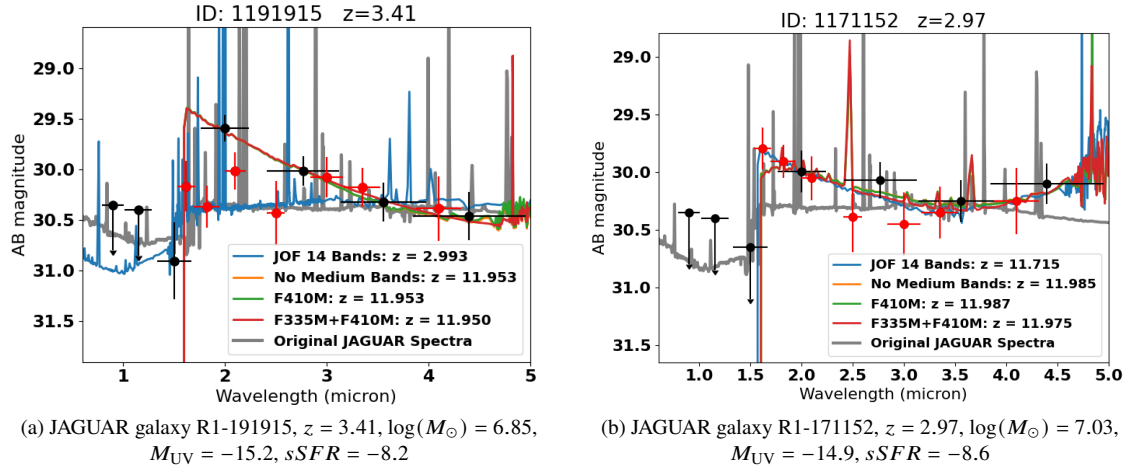 ID: 1191915 z=3.41
29.0
29.5
30.0
30.5
31.0
31.5
AB magnitude
JOF 14 Bands: z = 2.993
No Medium Bands: z = 11.953
F410M: z = 11.953
F335M+F410M: z = 11.950
Original JAGUAR Spectra
1 2 3 4 5
Wavelength (micron)
(a) JAGUAR galaxy R1-191915, z = 3.41, log(M⊙) = 6.85,
MUV = −15.2, sSFR = −8.2
ID: 1171152 z=2.97
29.0
29.5
30.0
30.5
31.0
31.5
AB magnitude
JOF 14 Bands: z = 11.715
No Medium Bands: z = 11.985
F410M: z = 11.987
F335M+F410M: z = 11.975
Original JAGUAR Spectra
1.0 1.5 2.0 2.5 3.0 3.5 4.0 4.5 5.0
Wavelength (micron)
(b) JAGUAR galaxy R1-171152, z = 2.97, log(M⊙) = 7.03,
MUV = −14.9, sSFR = −8.6